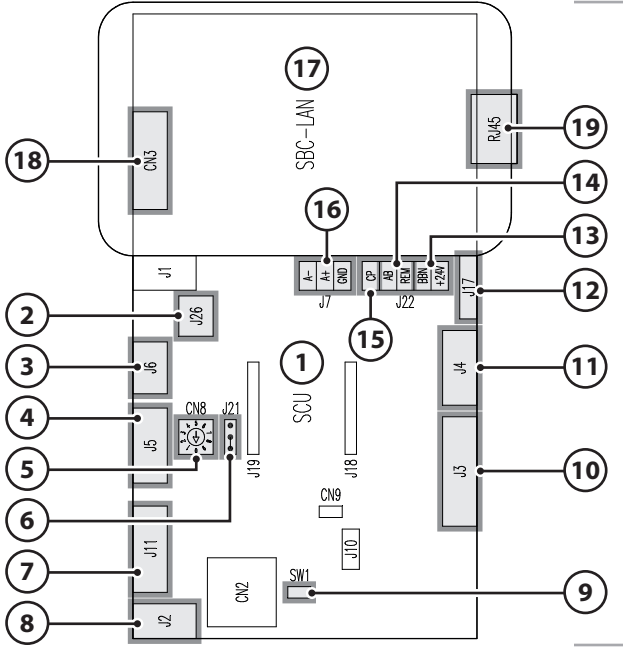 17
SBC-LAN
18
CN3
RJ45
19
14
16
13
J1
A-
A+
GND
CP
AB
REM
BBN
+24V
J7
J22
J17
12
2
J26
15
3
J6
1
J4
11
4
CN8
J21
SCU
J5
5
J19
J18
J3
10
6
CN9
J11
J10
7
CN2
SW1
9
8
J2